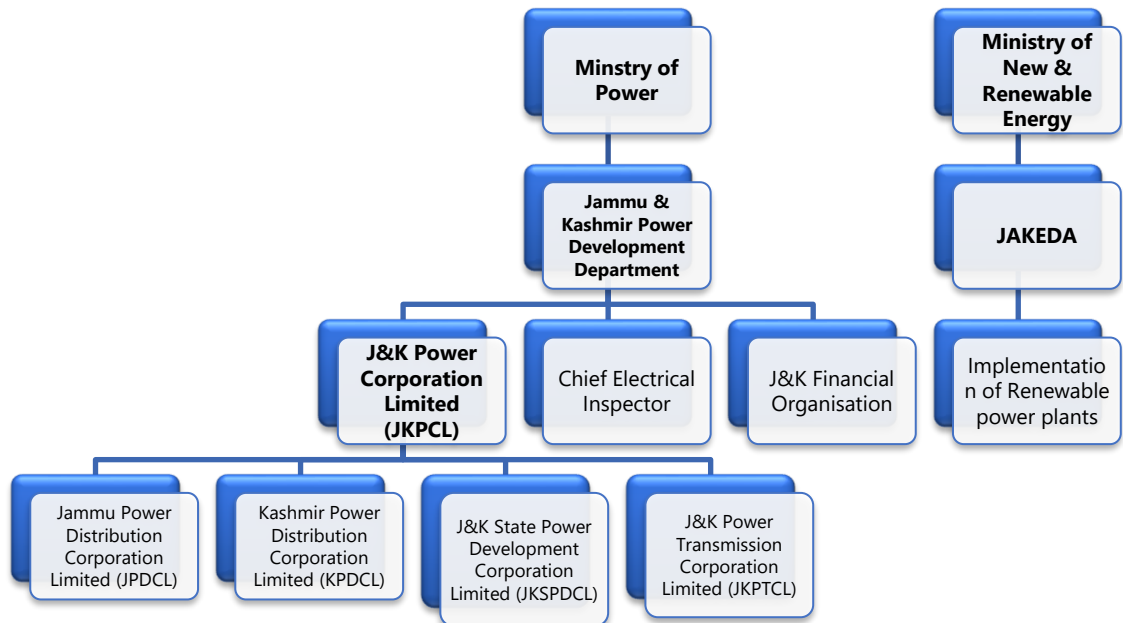 Minstry of
Power
Ministry of
New &
Renewable
Energy
Jammu &
Kashmir Power
Development
Department
JAKEDA
J&K Power
Corporation
Limited
(JKPCL)
Chief Electrical
Inspector
J&K Financial
Organisation
Implementatio
n of Renewable
power plants
Jammu Power
Distribution
Corporation
Limited (JPDCL)
Kashmir Power
Distribution
Corporation
Limited (KPDCL)
J&K State Power
Development
Corporation
Limited (JKSPDCL)
J&K Power
Transmission
Corporation
Limited (JKPTCL)